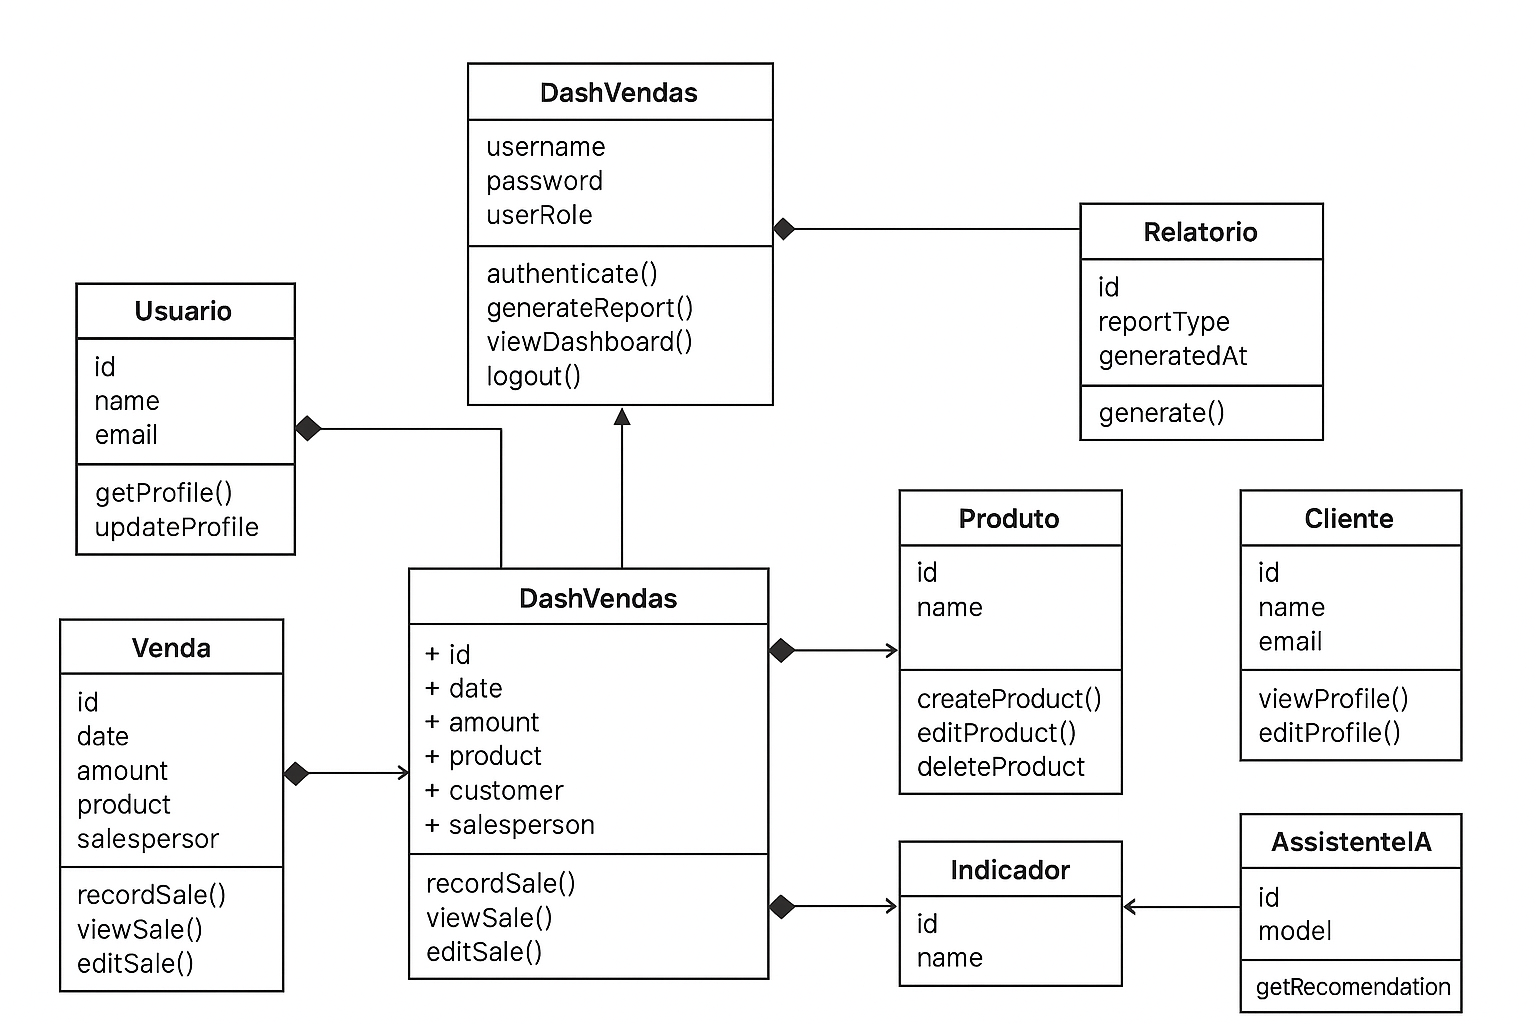 DashVendas
username
password
userRole
authenticate()
generateReport()
viewDashboard()
logout()
Relatorio
id
reportType
generatedAt
generate()
Usuario
id
name
email
getProfile()
updateProfile
Produto
id
name
createProduct()
editProduct()
deleteProduct
Cliente
id
name
email
viewProfile()
editProfile()
Venda
id
date
amount
product
salespersor
recordSale()
viewSale()
editSale()
DashVendas
+ id
+ date
+ amount
+ product
+ customer
+ salesperson
recordSale()
viewSale()
editSale()
Indicador
id
name
AssistenteIA
id
model
getRecomendation